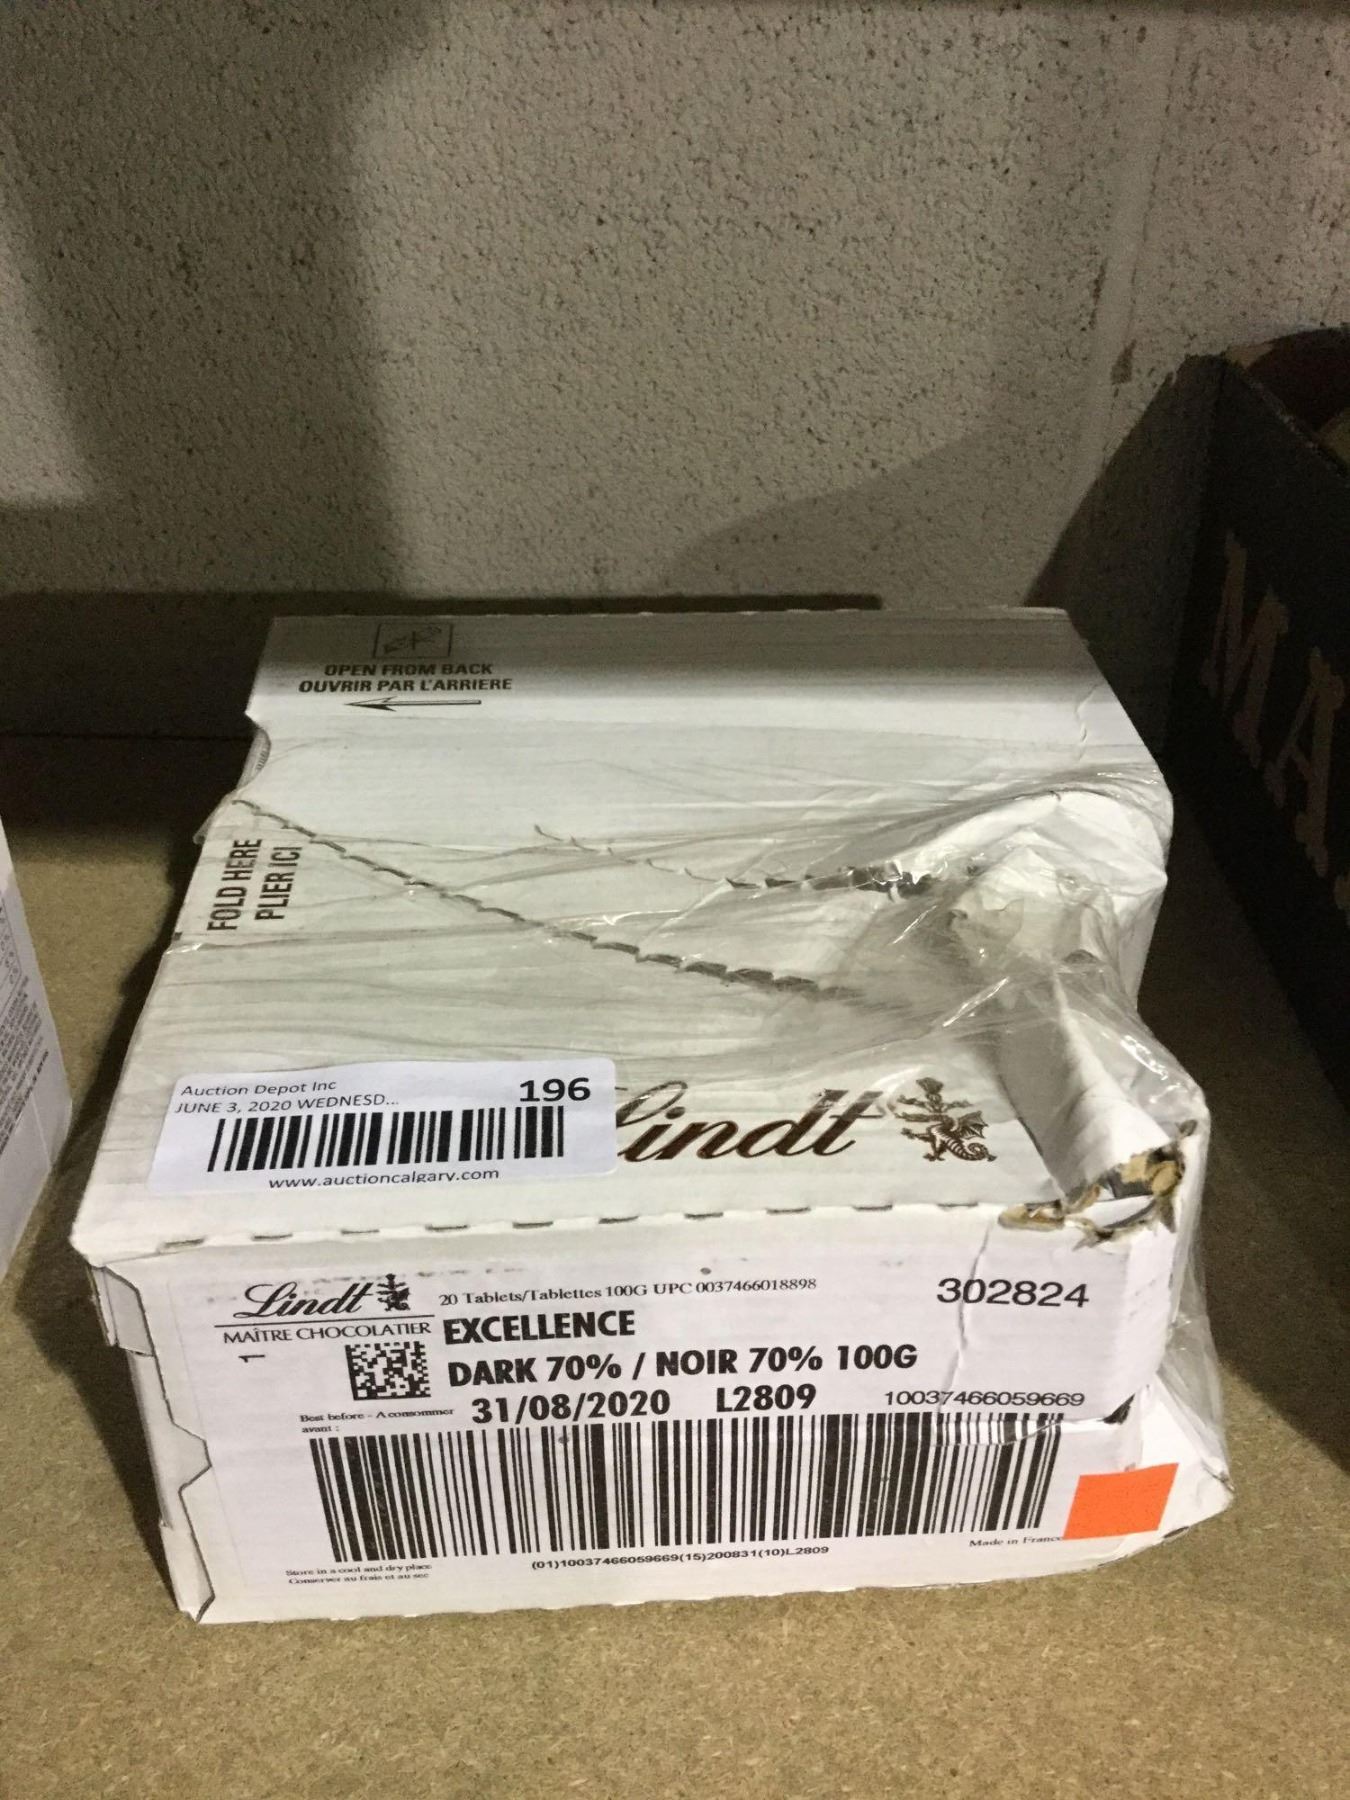 OPEN FROM BACK
OUVRIR PAR L'ARRIERE
FOLD HERE
PLIER ICI
Auction Depot Inc
196
JUNE 3, 2020 WEDNESD...
www.auctioncalgary.com
Lindt
Lindt
MAÎTRE CHOCOLATIER
20 Tablets/Tablettes 100G UPC 0037466018898
302824
EXCELLENCE
1
DARK 70% / NOIR 70% 100G
Best before - A consommer
avant :
31/08/2020 L2809
10037466059669
Made in France
(01)10037466059669(15)200831(10)L2809
Store in a cool and dry place
Conserver au frais et au sec
MA